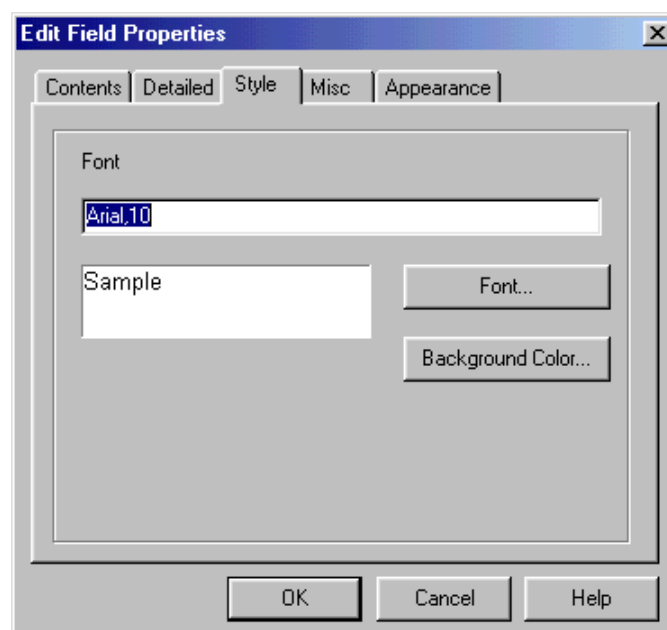 Edit Field Properties
Contents Detailed Style Misc Appearance
Font
Arial,10
Sample
Font...
Background Color...
OK Cancel Help